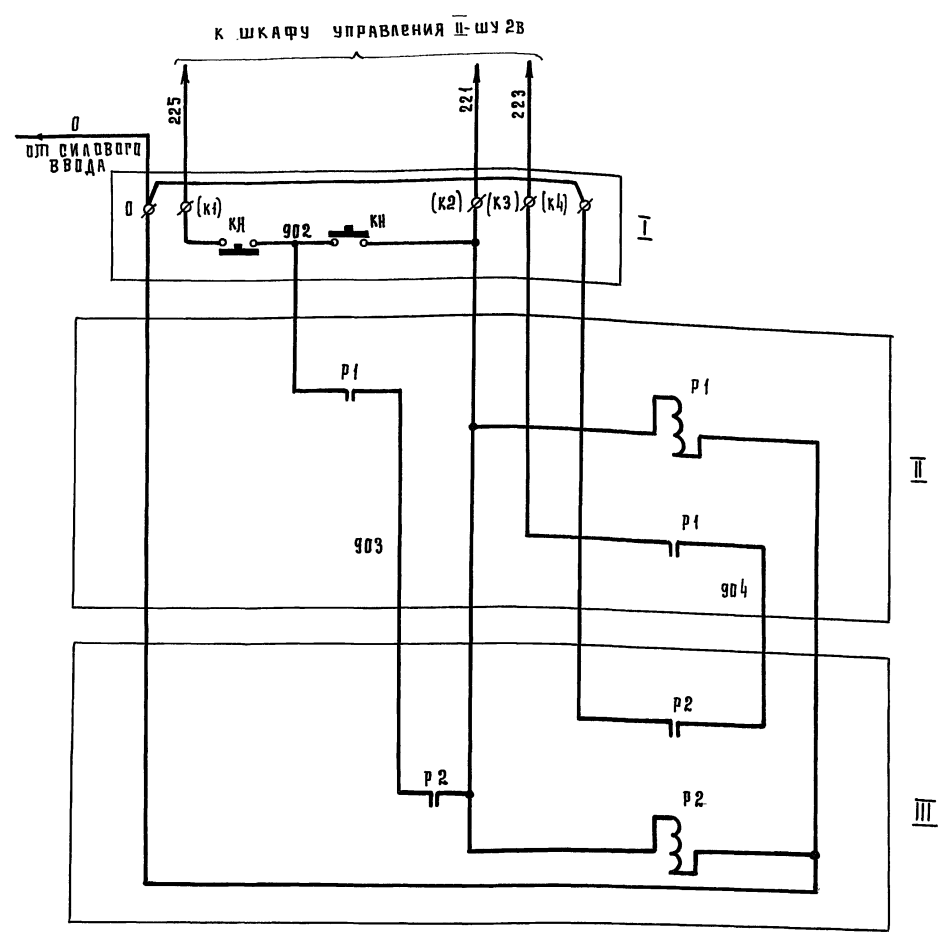 К ШКАФУ УПРАВЛЕНИЯ II-ШУ 2В
225
221
223
0
ОТ СИЛОВОГО
ВВОДА
0
(К1)
(К2)
(К3)
(К4)
КН
902
КН
I
Р1
Р1
II
Р1
903
904
Р2
Р2
Р2
III